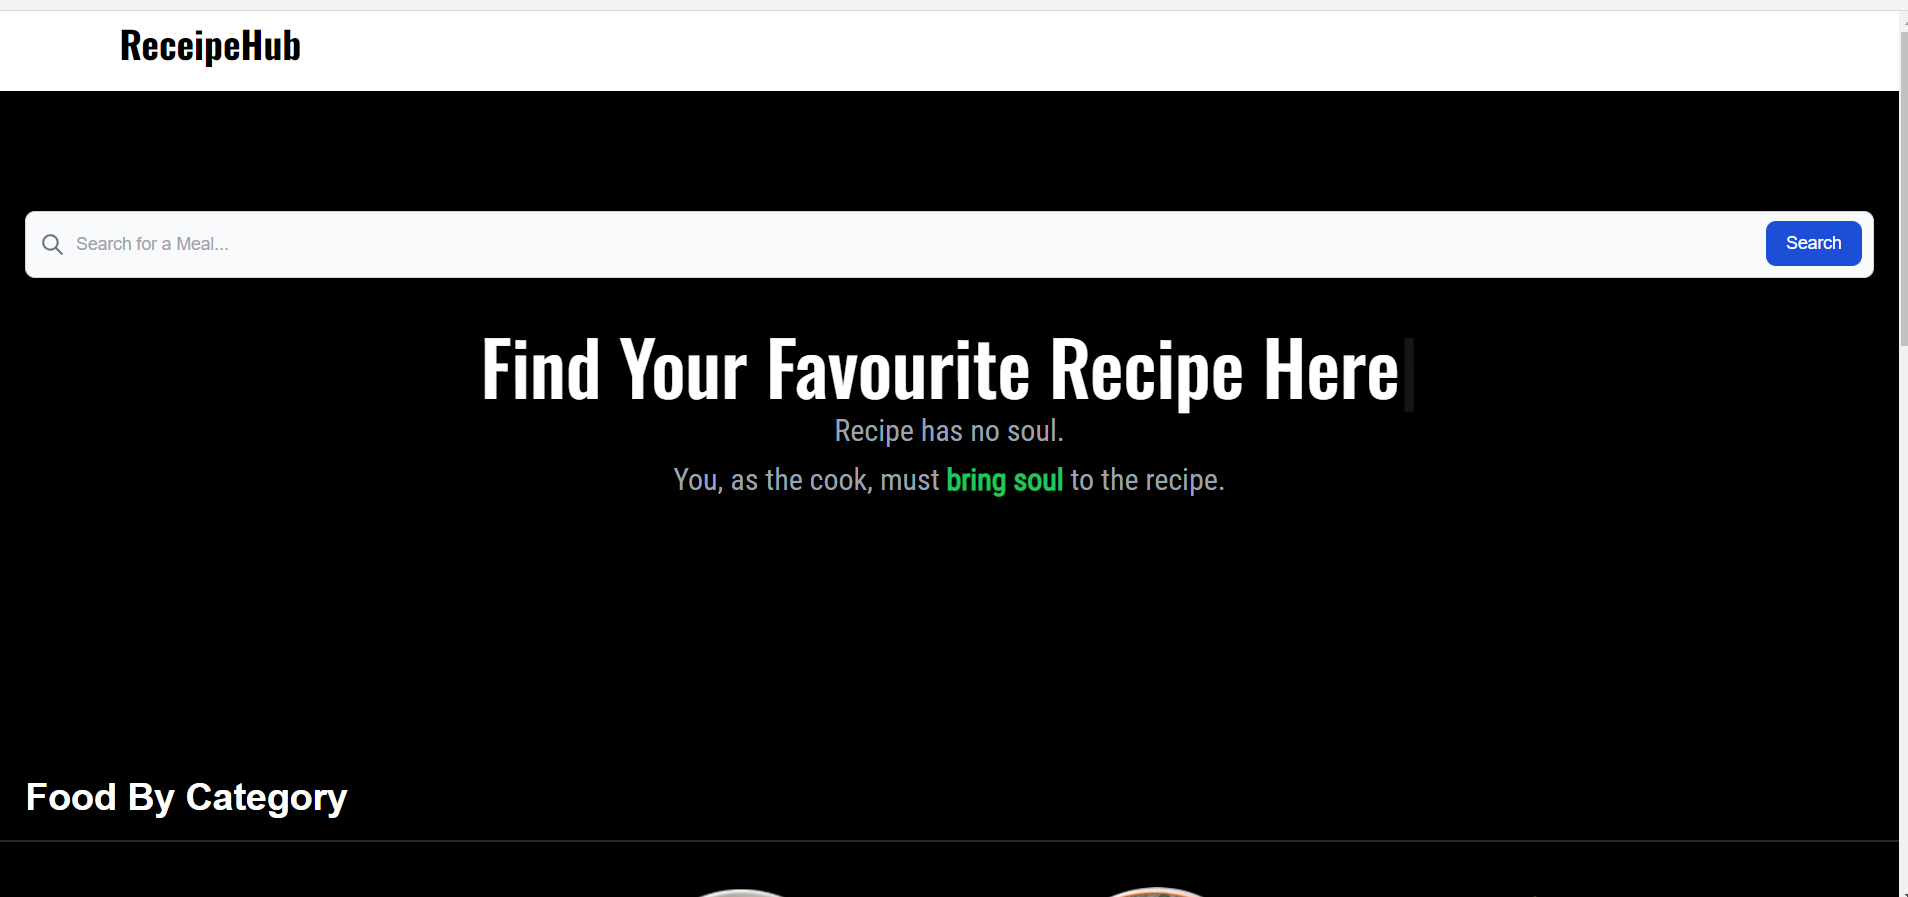 ReceipeHub
Search for a Meal...
Search
Find Your Favourite Recipe Here
Recipe has no soul.
You, as the cook, must bring soul to the recipe.
Food By Category